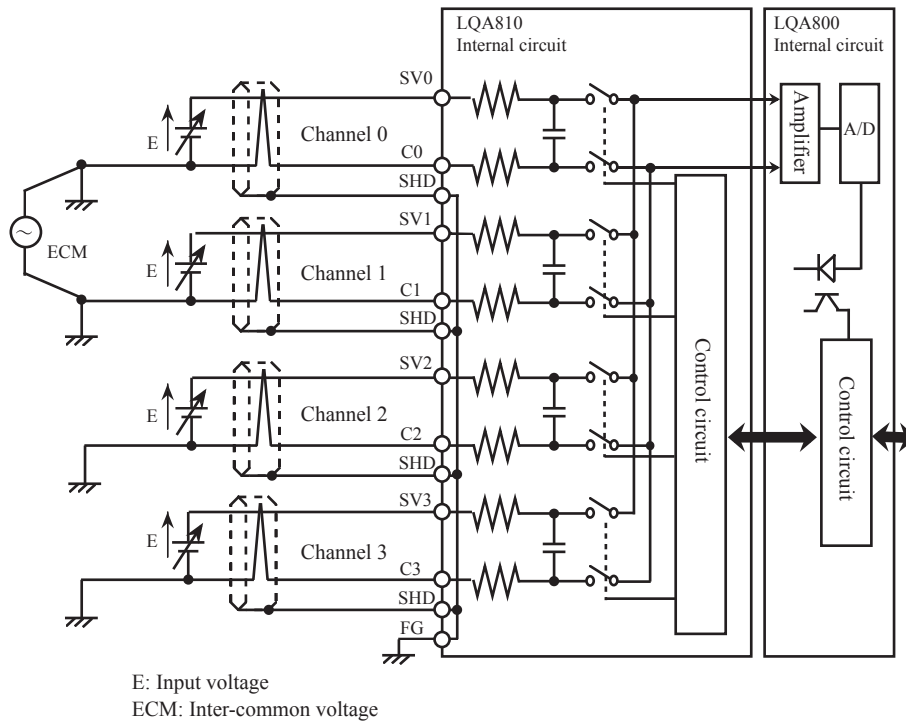 LQA810
Internal circuit
LQA800
Internal circuit
SV0
E
Channel 0
C0
SHD
Amplifier
A/D
~
ECM
SV1
E
Channel 1
C1
SHD
SV2
E
Channel 2
C2
SHD
Control circuit
Control circuit
SV3
E
Channel 3
C3
SHD
FG
E: Input voltage
ECM: Inter-common voltage